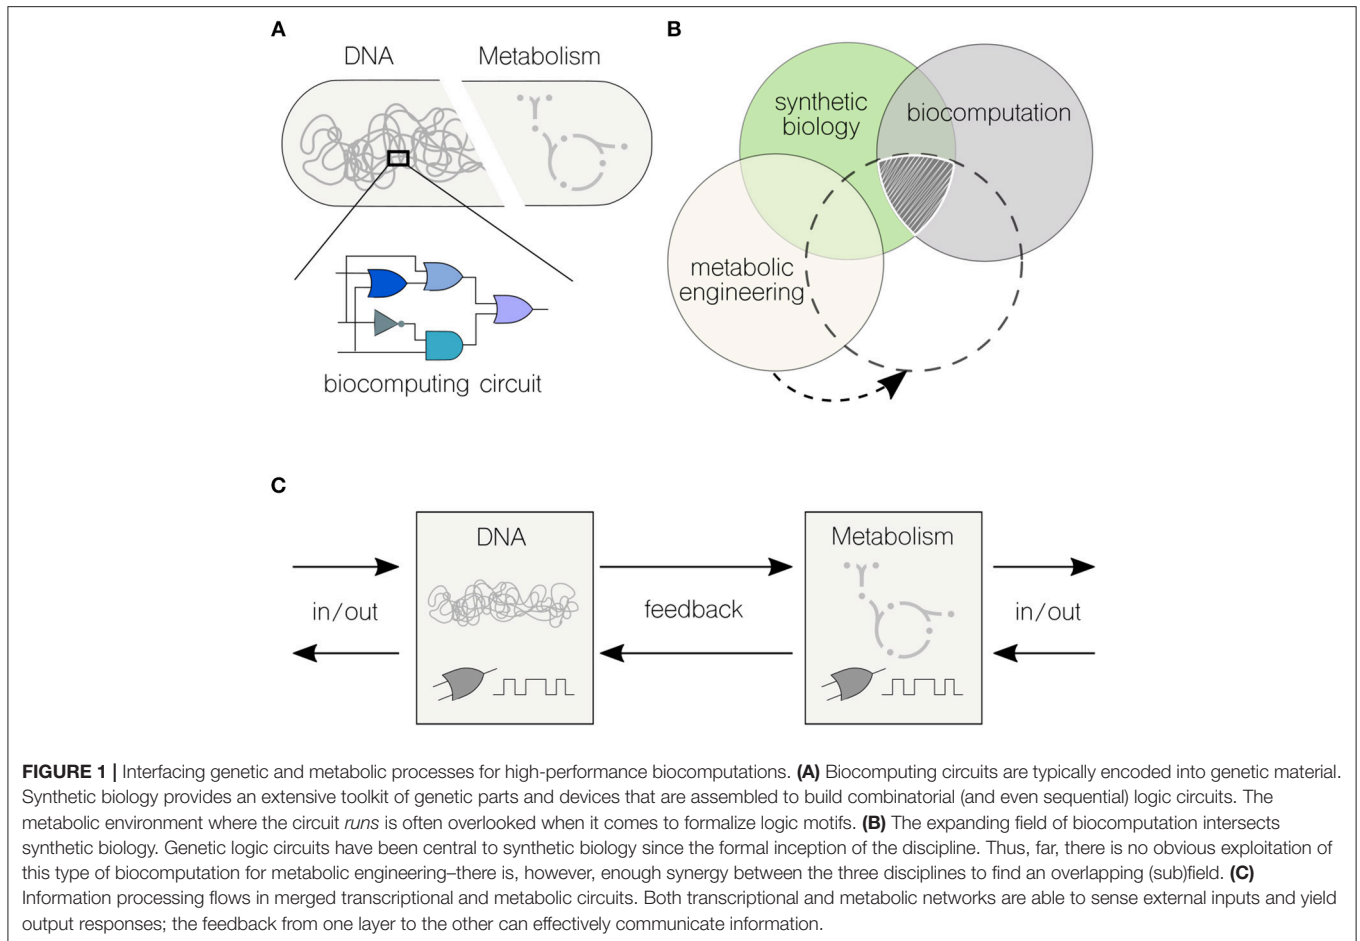 A
DNA
Metabolism
biocomputing circuit
B
synthetic
biology
biocomputation
metabolic
engineering
C
DNA
Metabolism
in/out
feedback
in/out
FIGURE 1 | Interfacing genetic and metabolic processes for high-performance biocomputations. (A) Biocomputing circuits are typically encoded into genetic material.
Synthetic biology provides an extensive toolkit of genetic parts and devices that are assembled to build combinatorial (and even sequential) logic circuits. The
metabolic environment where the circuit runs is often overlooked when it comes to formalize logic motifs. (B) The expanding field of biocomputation intersects
synthetic biology. Genetic logic circuits have been central to synthetic biology since the formal inception of the discipline. Thus, far, there is no obvious exploitation of
this type of biocomputation for metabolic engineering–there is, however, enough synergy between the three disciplines to find an overlapping (sub)field. (C)
Information processing flows in merged transcriptional and metabolic circuits. Both transcriptional and metabolic networks are able to sense external inputs and yield
output responses; the feedback from one layer to the other can effectively communicate information.